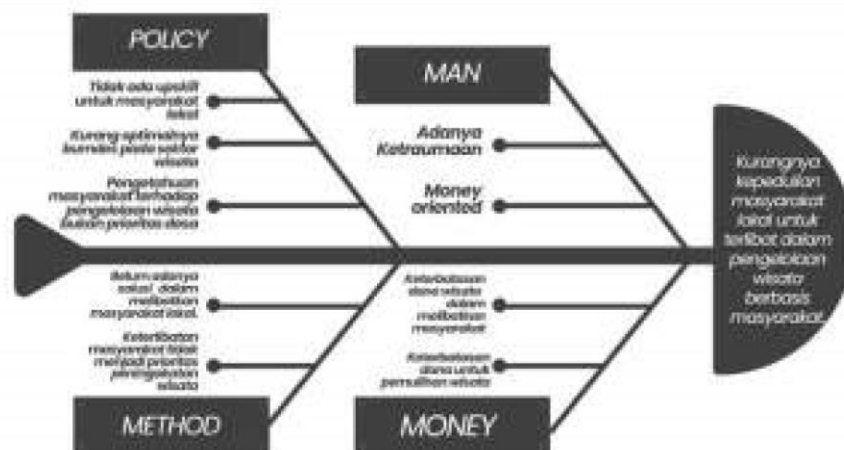 POLICY
Tidak ada upskill
untuk masyarakat
lokal
Kurang optimalnya
bumdes pada sektor
wisata
Pengetahuan
masyarakat terhadap
pengelolaan wisata
bukan prioritas desa
MAN
Adanya
Ketraumaan
Money
oriented
Kurangnya
kepedulian
masyarakat
lokal untuk
terlibat dalam
pengelolaan
wisata
berbasis
masyarakat
Belum adanya
solusi dalam
melibatkan
masyarakat lokal.
Keterlibatan
masyarakat tidak
menjadi prioritas
peningkatan
wisata
METHOD
Keterbatasan
dana wisata
dalam
melibatkan
masyarakat
Keterbatasan
dana untuk
pemulihan wisata
MONEY